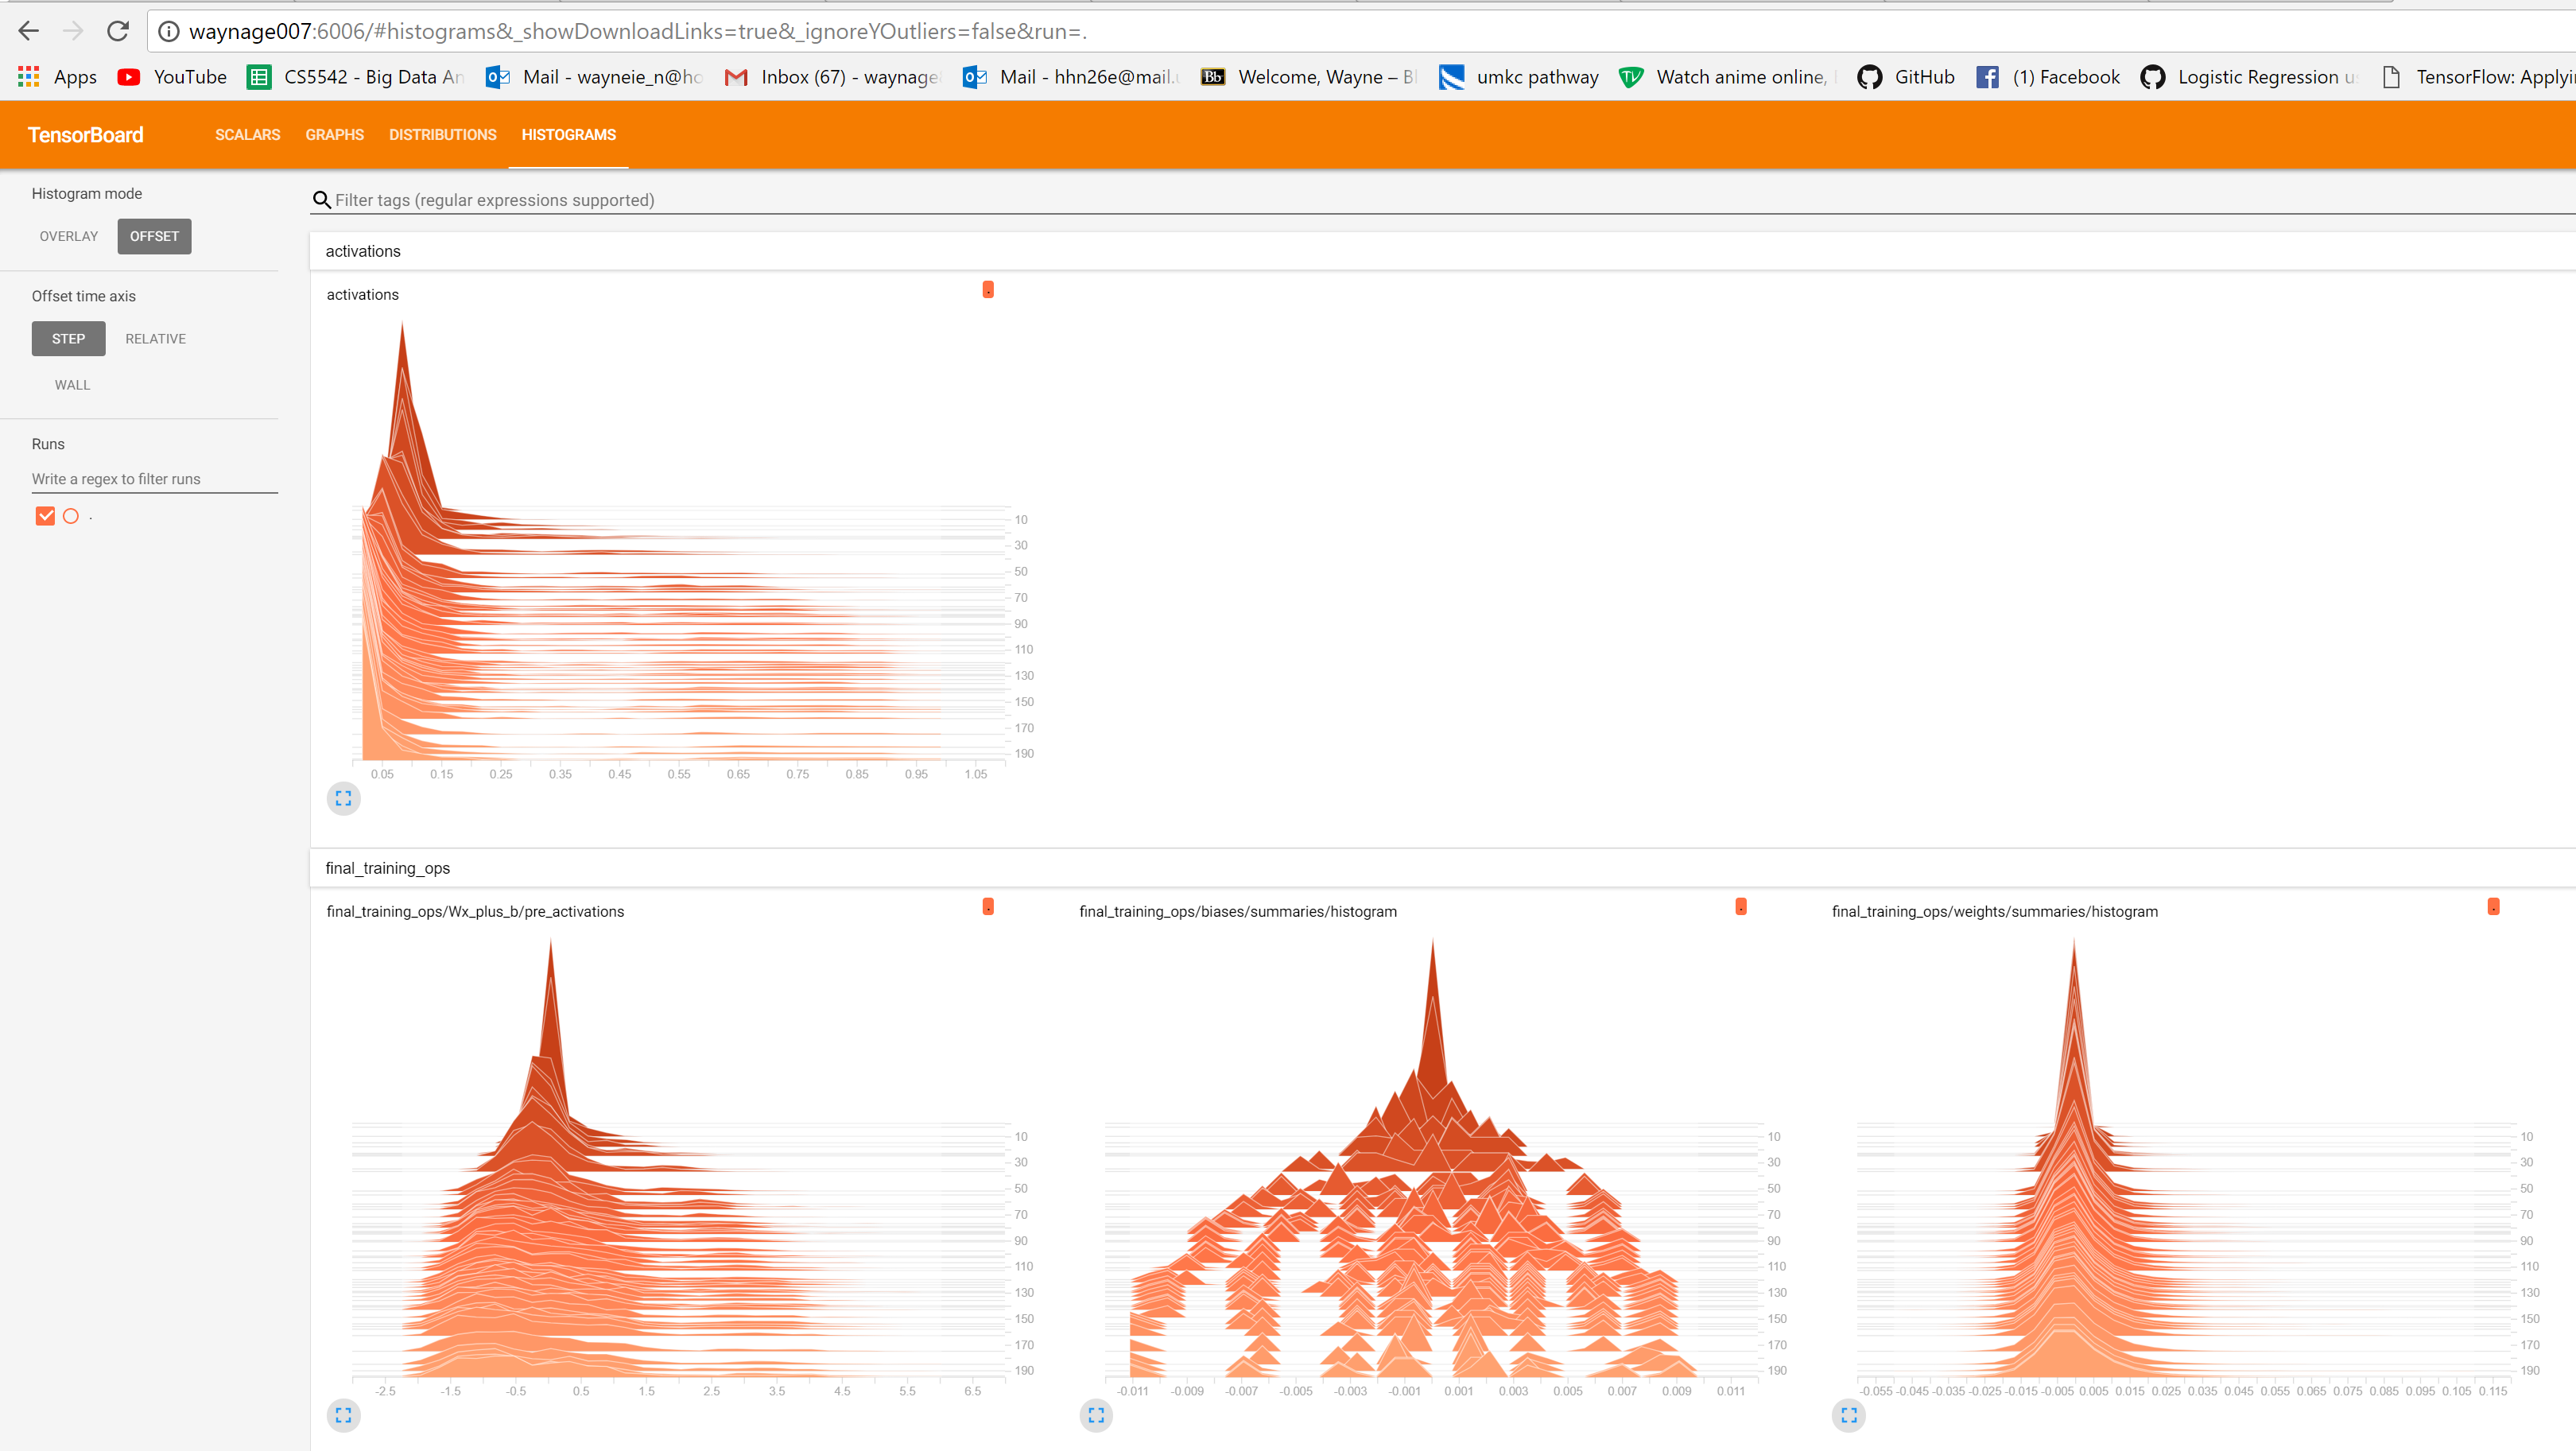 waynage007:6006/#histograms&_showDownloadLinks=true&_ignoreYOutliers=false&run=.
Apps YouTube CS5542 - Big Data An Mail - wayneie_n@ho Inbox (67) - waynage Mail - hhn26e@mail. Bb Welcome, Wayne – Bl umkc pathway TV Watch anime online, GitHub (1) Facebook Logistic Regression u TensorFlow: Applyi
TensorBoard SCALARS GRAPHS DISTRIBUTIONS HISTOGRAMS
Histogram mode
OVERLAY OFFSET
Offset time axis
STEP RELATIVE
WALL
Runs
Write a regex to filter runs
.
Filter tags (regular expressions supported)
activations
activations
10
30
50
70
90
110
130
150
170
190
0.05 0.15 0.25 0.35 0.45 0.55 0.65 0.75 0.85 0.95 1.05
final_training_ops
final_training_ops/Wx_plus_b/pre_activations
10
30
50
70
90
110
130
150
170
190
-2.5 -1.5 -0.5 0.5 1.5 2.5 3.5 4.5 5.5 6.5
final_training_ops/biases/summaries/histogram
10
30
50
70
90
110
130
150
170
190
-0.011 -0.009 -0.007 -0.005 -0.003 -0.001 0.001 0.003 0.005 0.007 0.009 0.011
final_training_ops/weights/summaries/histogram
10
30
50
70
90
110
130
150
170
190
-0.055 -0.045 -0.035 -0.025 -0.015 -0.005 0.005 0.015 0.025 0.035 0.045 0.055 0.065 0.075 0.085 0.095 0.105 0.115